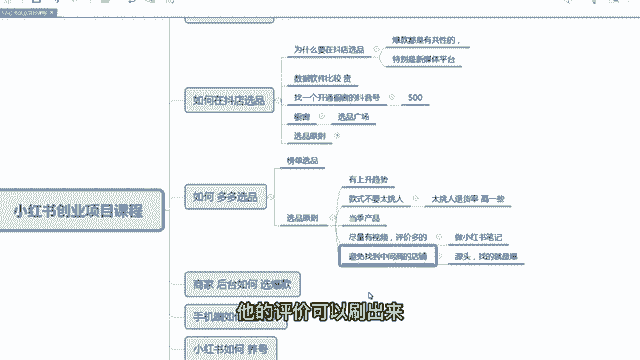 为什么要在抖店选品
爆款都是有共性的，
特别是新媒体平台
数据软件比较 贵
如何在抖店选品
找一个开通橱窗的抖音号
500
橱窗
选品广场
选品原则
榜单选品
有上升趋势
如何 多多选品
款式不要太挑人
太挑人退货率 高一些
小红书创业项目课程
选品原则
当季产品
尽量有视频，评价多的
做小红书笔记
避免找到中间商的店铺
商家 后台如何 选爆款
他的评价可以刷出来
手机端如何
小红书如何 养号